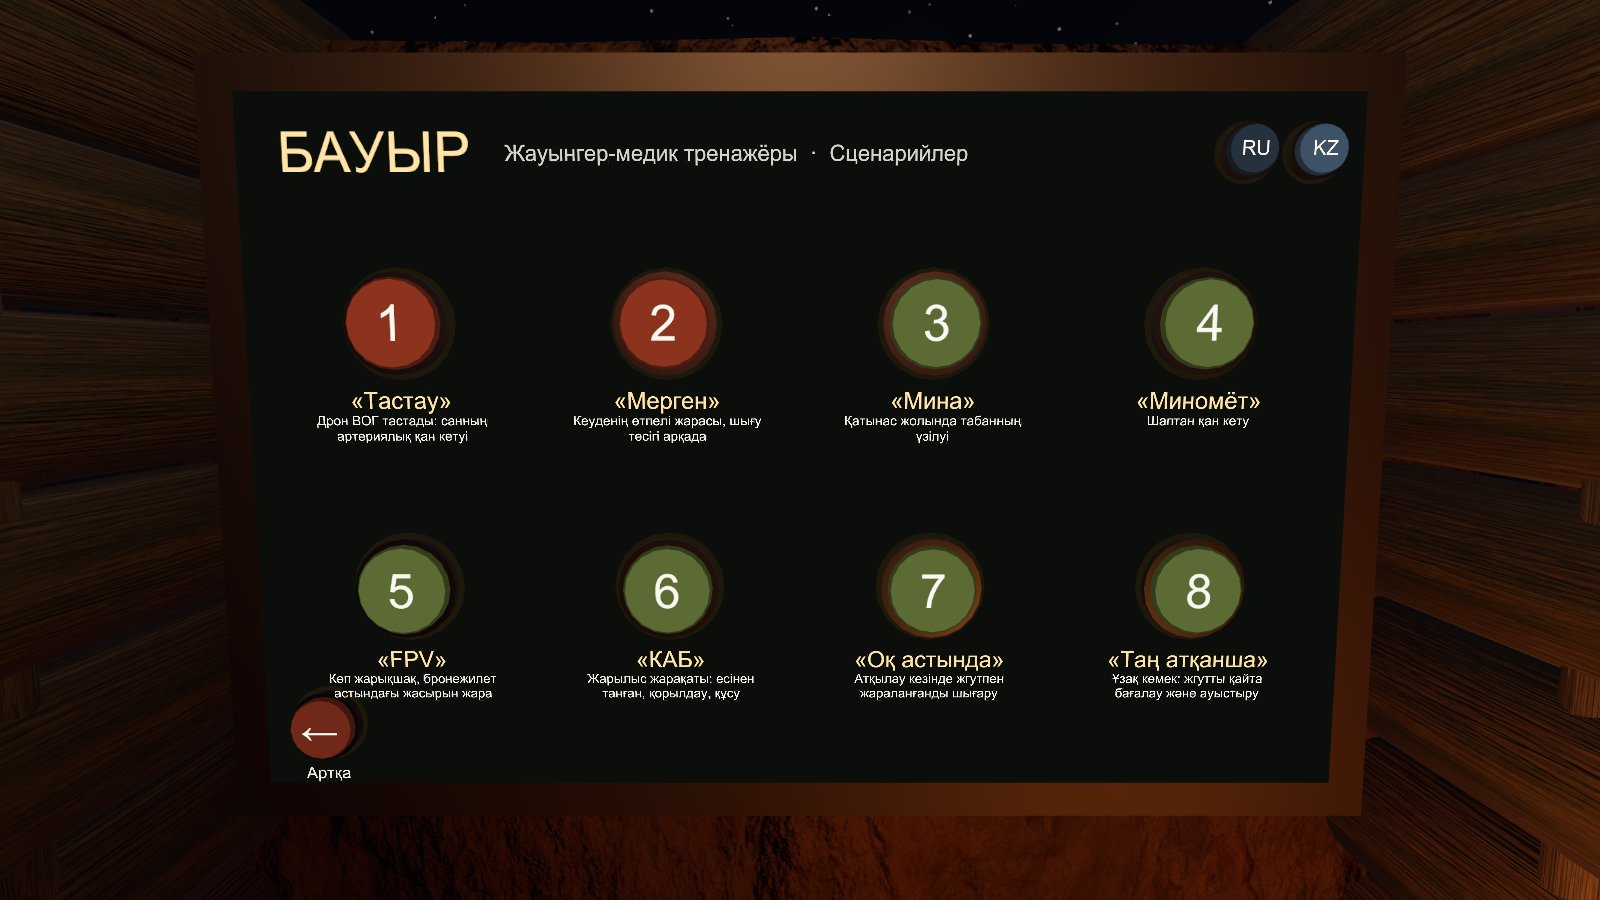 БАУЫР
Жауынгер-медик тренажёры · Сценарийлер
RU
KZ
1
2
3
4
«Тастау»
Дрон ВОГ тастады: санның
артериялық қан кетуі
«Мерген»
Кеуденің өтпелі жарасы, шығу
тесігі арқада
«Мина»
Қатынас жолында табанның
үзілуі
«Миномёт»
Шаптан қан кету
5
6
7
8
«FPV»
Көп жарықшақ, бронежилет
астындағы жасырын жара
«КАБ»
Жарылыс жарақаты: есінен
танған, қорылдау, құсу
«Оқ астында»
Атқылау кезінде жгутпен
жараланғанды шығару
«Таң атқанша»
Ұзақ көмек: жгутты қайта
бағалау және ауыстыру
←
Артқа